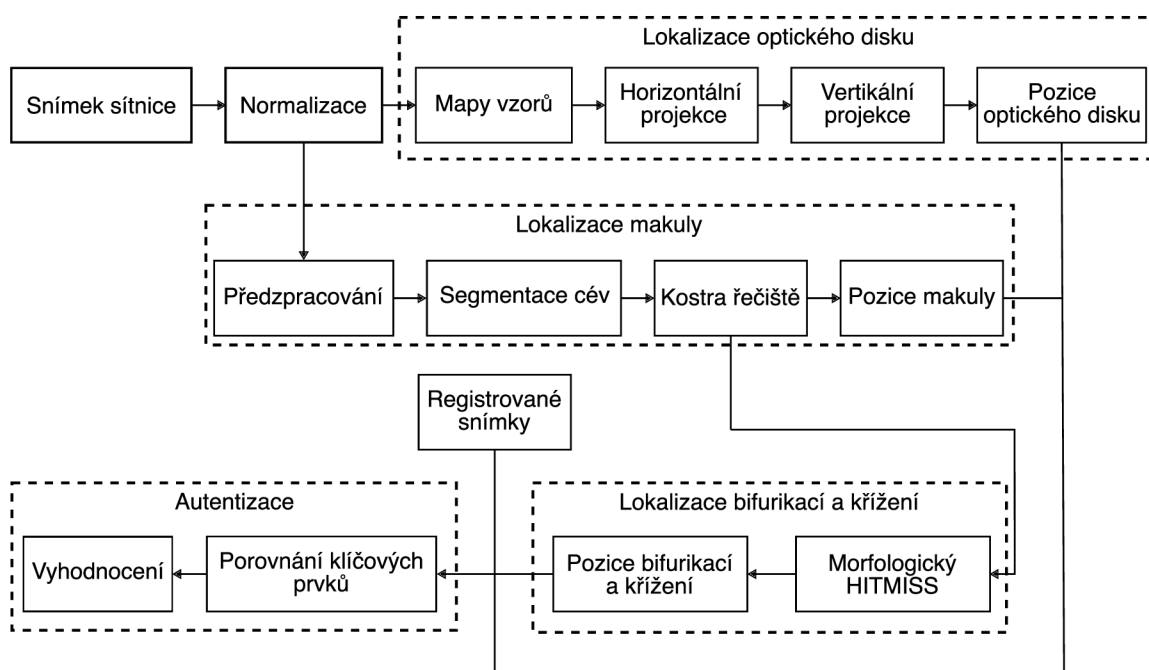 Lokalizace optického disku
Snímek sítnice
Normalizace
Mapy vzorů
Horizontální
projekce
Vertikální
projekce
Pozice
optického disku
Lokalizace makuly
Předzpracování
Segmentace cév
Kostra řečiště
Pozice makuly
Registrované
snímky
Autentizace
Vyhodnocení
Porovnání klíčových
prvků
Lokalizace bifurikací a křížení
Pozice bifurikací
a křížení
Morfologický
HITMISS